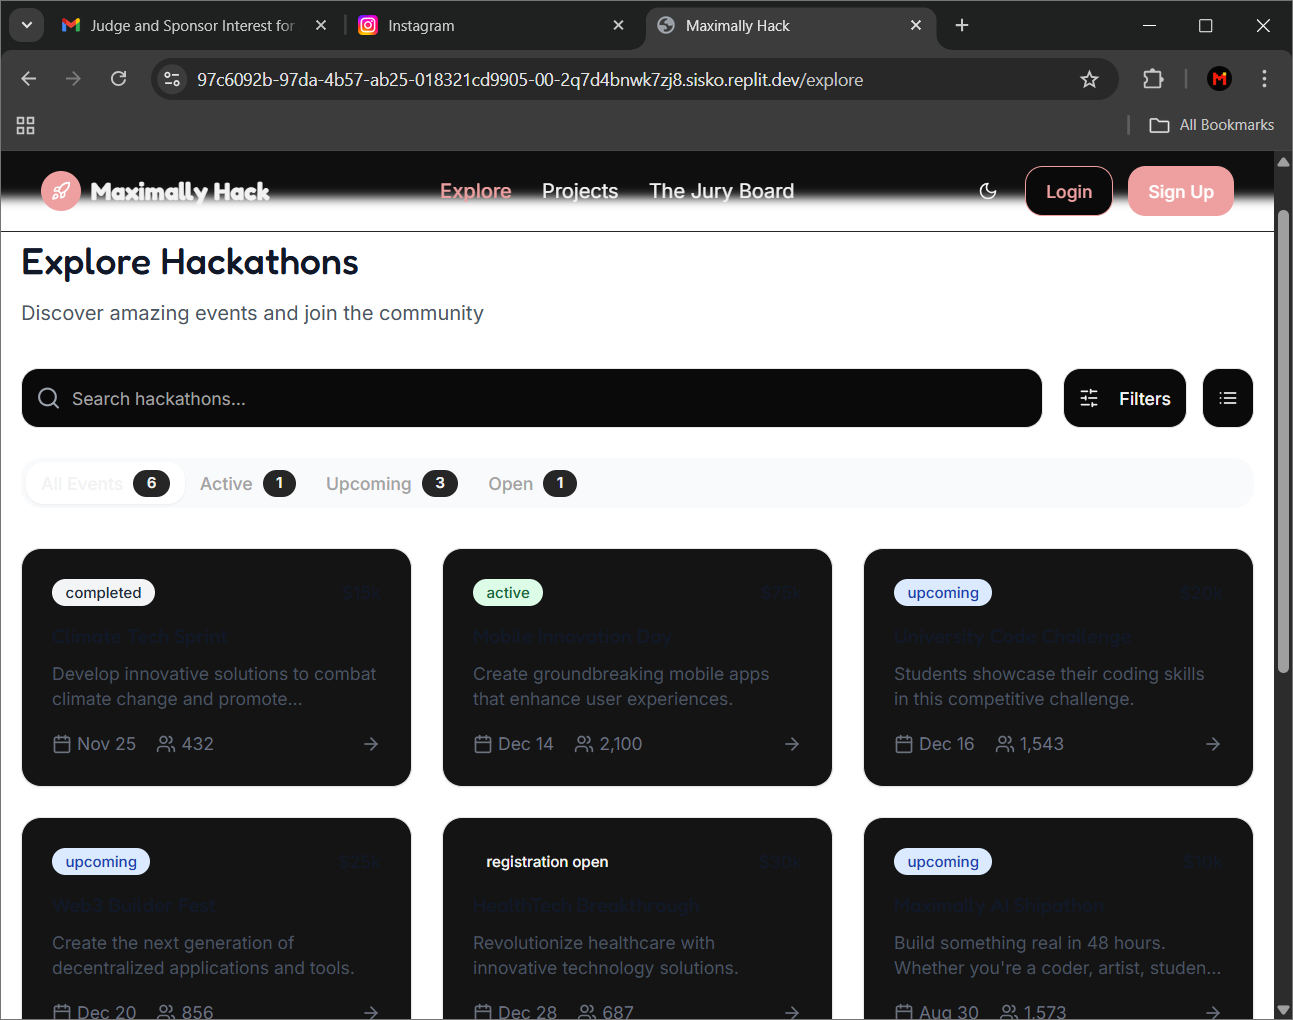 Judge and Sponsor Interest for
Instagram
Maximally Hack
97c6092b-97da-4b57-ab25-018321cd9905-00-2q7d4bnwk7zj8.sisko.replit.dev/explore
All Bookmarks
Maximally Hack Explore Projects The Jury Board Login Sign Up
Explore Hackathons
Discover amazing events and join the community
Search hackathons... Filters
All Events 6 Active 1 Upcoming 3 Open 1
completed $15k
Climate Tech Sprint
Develop innovative solutions to combat
climate change and promote...
Nov 25 432
active $75k
Mobile Innovation Day
Create groundbreaking mobile apps
that enhance user experiences.
Dec 14 2,100
upcoming $20k
University Code Challenge
Students showcase their coding skills
in this competitive challenge.
Dec 16 1,543
upcoming $25k
Web3 Builder Fest
Create the next generation of
decentralized applications and tools.
Dec 20 856
registration open $30k
HealthTech Breakthrough
Revolutionize healthcare with
innovative technology solutions.
Dec 28 687
upcoming
Maximally AI Shipathon
Build something real in 48 hours.
Whether you're a coder, artist, studen...
Aug 30 1,573